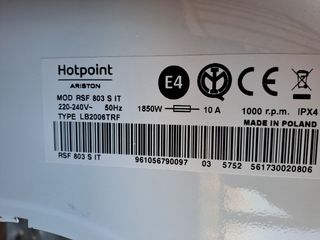 Hotpoint
ARISTON
E4
CE
MOD RSF 803 S IT
220-240V~ 50Hz 1850W 10 A 1000 r.p.m. IPX4
TYPE LB2006TRF MADE IN POLAND
RSF 803 S IT 961056790097 03 5752 561730020806